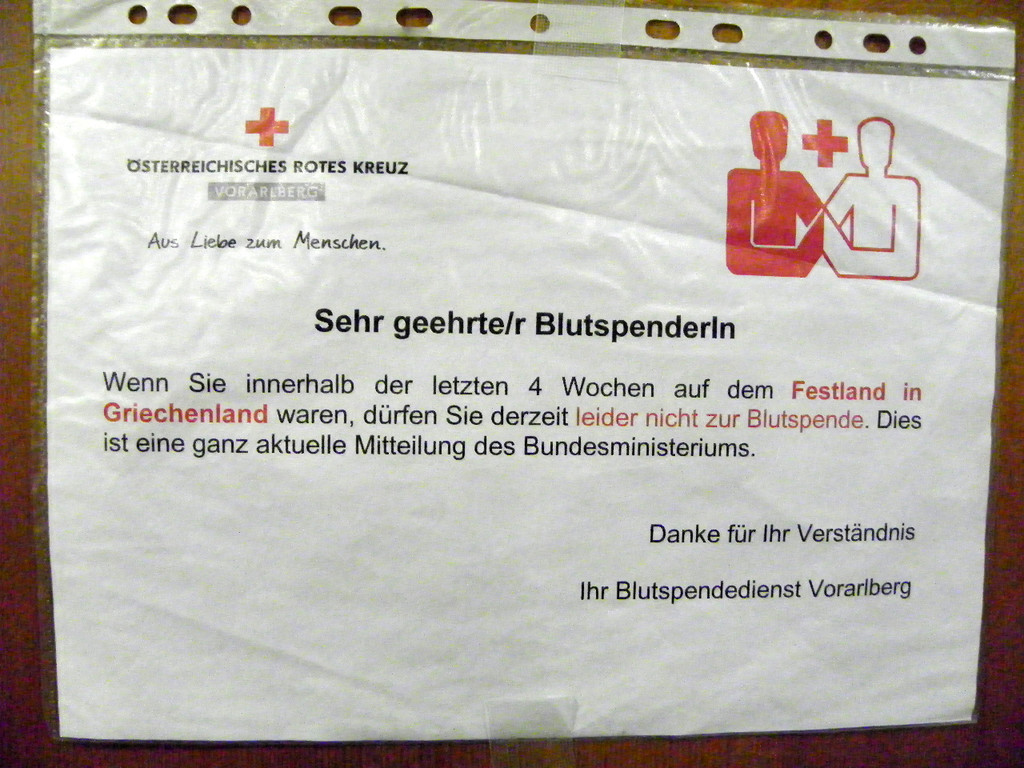 ÖSTERREICHISCHES ROTES KREUZ
VORARLBERG
Aus Liebe zum Menschen.
Sehr geehrte/r BlutspenderIn
Wenn Sie innerhalb der letzten 4 Wochen auf dem Festland in
Griechenland waren, dürfen Sie derzeit leider nicht zur Blutspende. Dies
ist eine ganz aktuelle Mitteilung des Bundesministeriums.
Danke für Ihr Verständnis
Ihr Blutspendedienst Vorarlberg